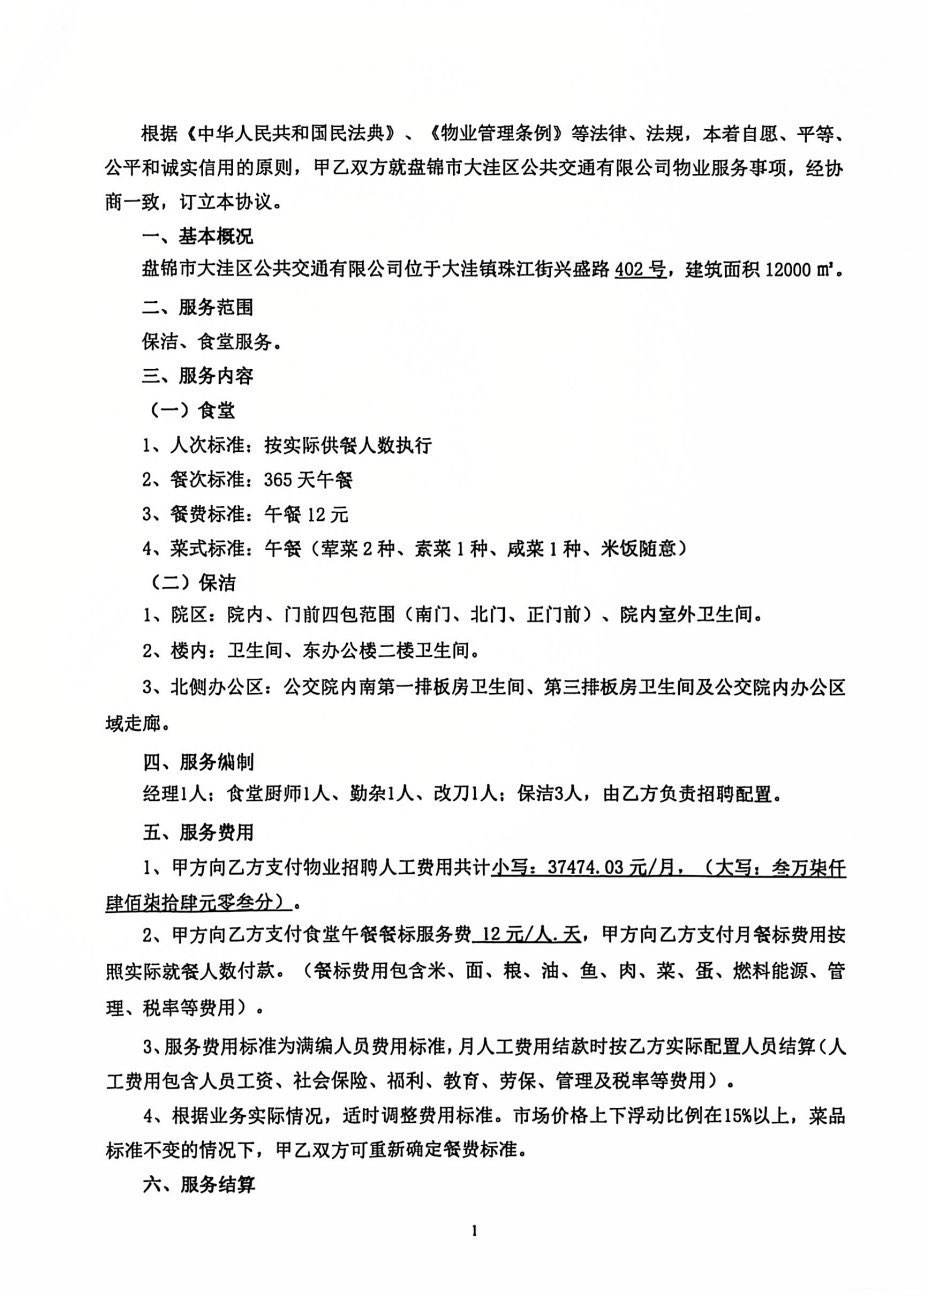 根据《中华人民共和国民法典》、《物业管理条例》等法律、法规，本着自愿、平等、
公平和诚实信用的原则，甲乙双方就盘锦市大洼区公共交通有限公司物业服务事项，经协
商一致，订立本协议。
一、基本概况
盘锦市大洼区公共交通有限公司位于大洼镇珠江街兴盛路 402 号，建筑面积 12000 ㎡。
二、服务范围
保洁、食堂服务。
三、服务内容
（一）食堂
1、人次标准：按实际供餐人数执行
2、餐次标准：365 天午餐
3、餐费标准：午餐 12 元
4、菜式标准：午餐（荤菜 2 种、素菜 1 种、咸菜 1 种、米饭随意）
（二）保洁
1、院区：院内、门前四包范围（南门、北门、正门前）、院内室外卫生间。
2、楼内：卫生间、东办公楼二楼卫生间。
3、北侧办公区：公交院内南第一排板房卫生间、第三排板房卫生间及公交院内办公区
域走廊。
四、服务编制
经理1人；食堂厨师1人、勤杂1人、改刀1人；保洁3人，由乙方负责招聘配置。
五、服务费用
1、甲方向乙方支付物业招聘人工费用共计小写：37474.03 元/月，（大写：叁万柒仟
肆佰柒拾肆元零叁分）。
2、甲方向乙方支付食堂午餐餐标服务费 12 元/人.天，甲方向乙方支付月餐标费用按
照实际就餐人数付款。（餐标费用包含米、面、粮、油、鱼、肉、菜、蛋、燃料能源、管
理、税率等费用）。
3、服务费用标准为满编人员费用标准，月人工费用结款时按乙方实际配置人员结算（人
工费用包含人员工资、社会保险、福利、教育、劳保、管理及税率等费用）。
4、根据业务实际情况，适时调整费用标准。市场价格上下浮动比例在15%以上，菜品
标准不变的情况下，甲乙双方可重新确定餐费标准。
六、服务结算
1